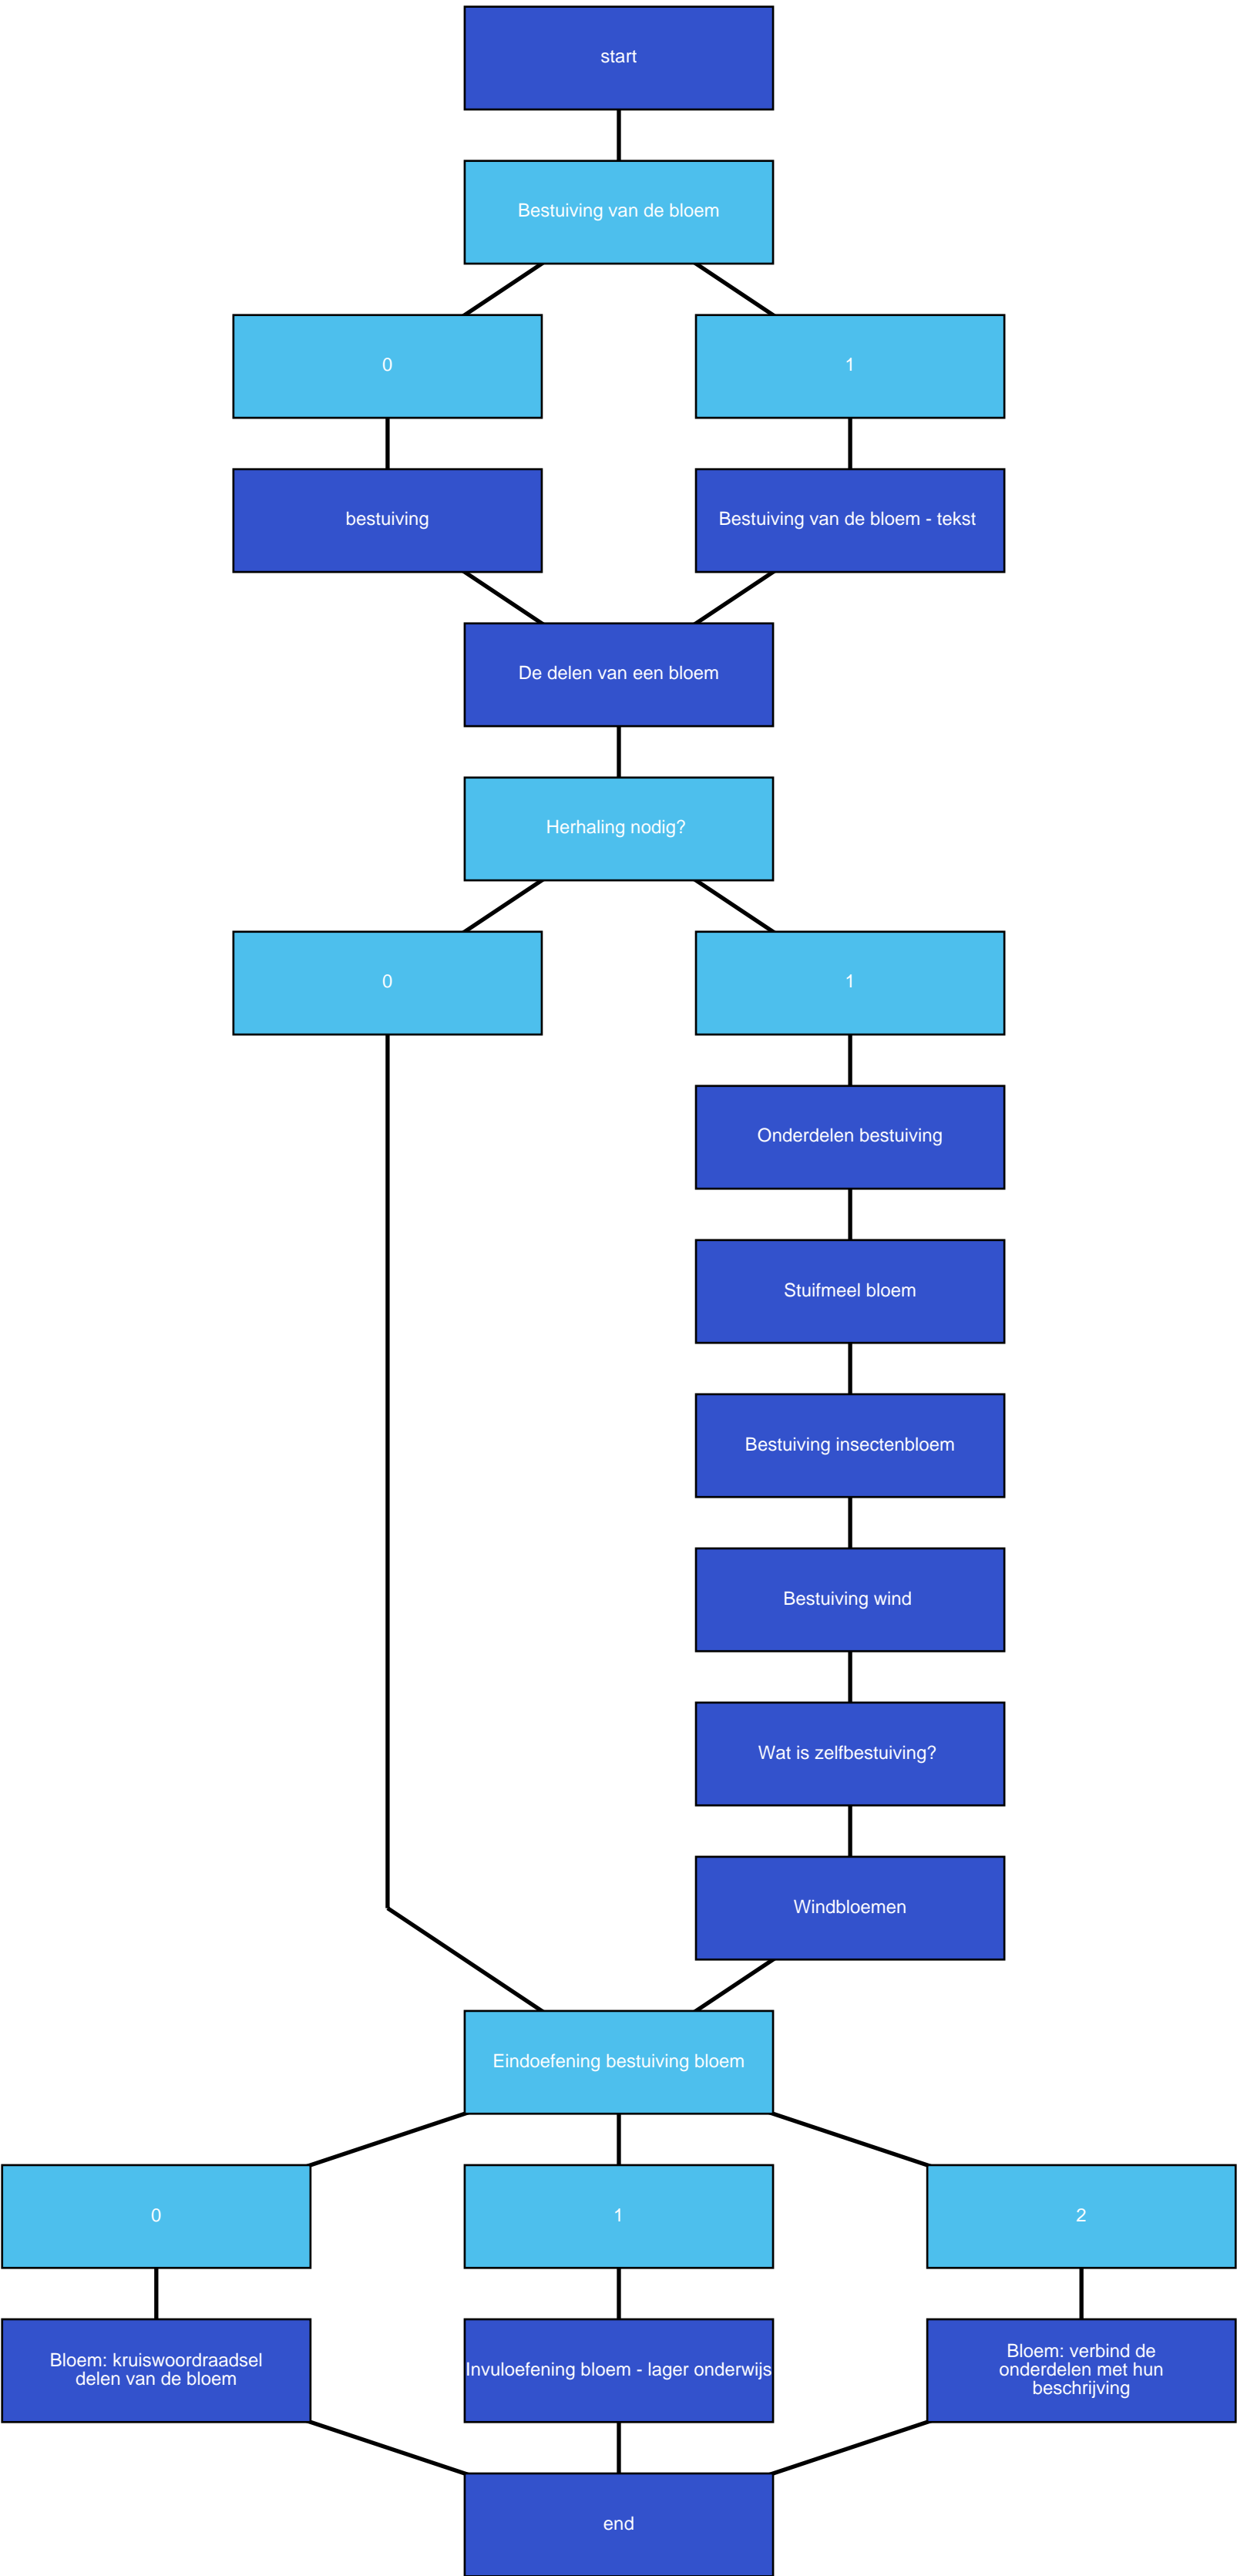 start
Bestuiving van de bloem
0
1
bestuiving
Bestuiving van de bloem - tekst
De delen van een bloem
Herhaling nodig?
0
1
Onderdelen bestuiving
Stuifmeel bloem
Bestuiving insectenbloem
Bestuiving wind
Wat is zelfbestuiving?
Windbloemen
Eindoefening bestuiving bloem
0
1
2
Bloem: kruiswoordraadsel
delen van de bloem
Invuloefening bloem - lager onderwijs
Bloem: verbind de
onderdelen met hun
beschrijving
end